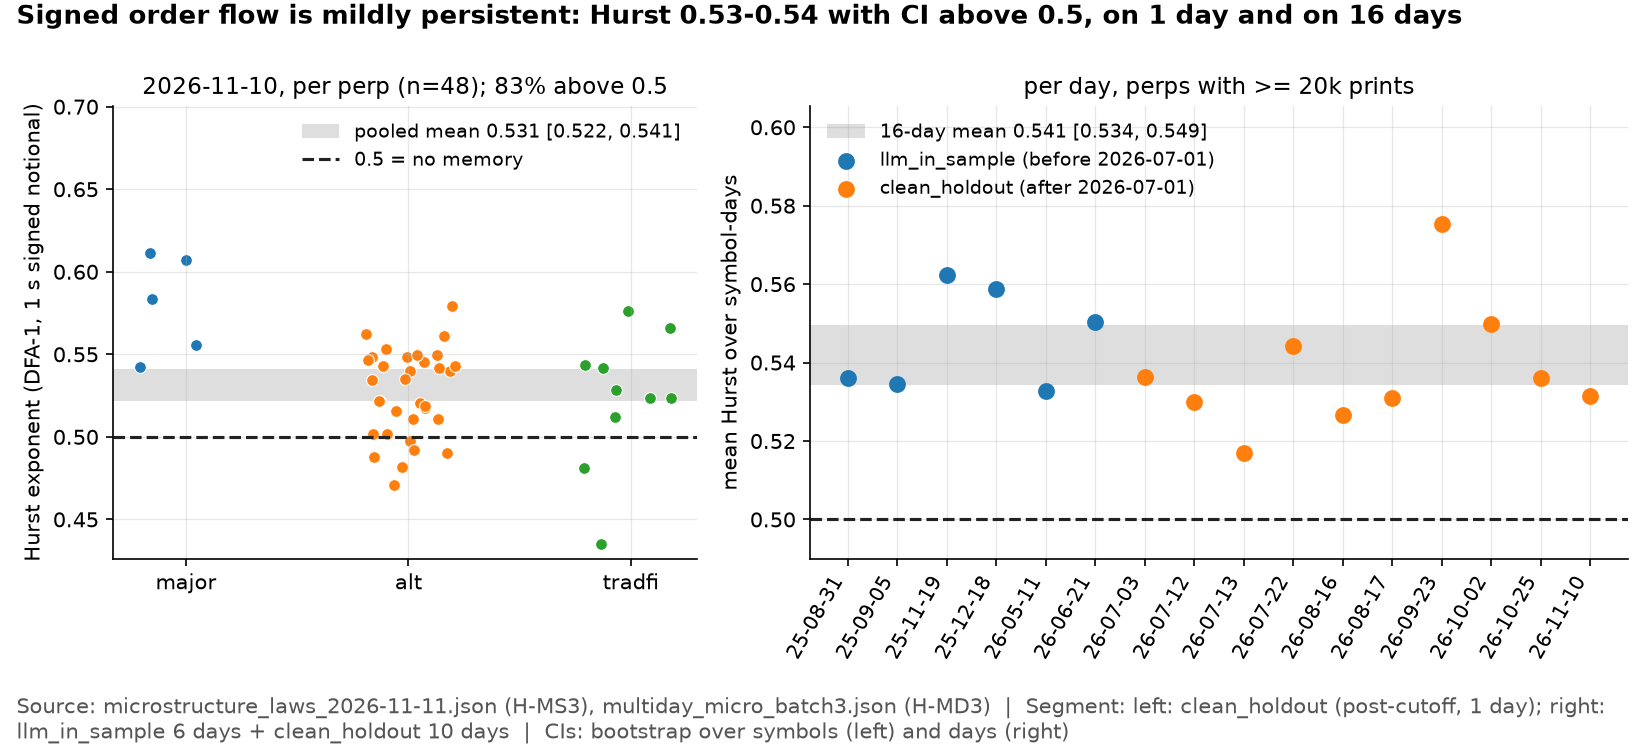 Signed order flow is mildly persistent: Hurst 0.53-0.54 with CI above 0.5, on 1 day and on 16 days
2026-11-10, per perp (n=48); 83% above 0.5
Hurst exponent (DFA-1, 1 s signed notional)
0.70
0.65
0.60
0.55
0.50
0.45
pooled mean 0.531 [0.522, 0.541]
0.5 = no memory
major
alt
tradfi
per day, perps with >= 20k prints
mean Hurst over symbol-days
0.60
0.58
0.56
0.54
0.52
0.50
16-day mean 0.541 [0.534, 0.549]
llm_in_sample (before 2026-07-01)
clean_holdout (after 2026-07-01)
25-08-31
25-09-05
25-11-19
25-12-18
26-05-11
26-06-21
26-07-03
26-07-12
26-07-13
26-07-22
26-08-16
26-08-17
26-09-23
26-10-02
26-10-25
26-11-10
Source: microstructure_laws_2026-11-11.json (H-MS3), multiday_micro_batch3.json (H-MD3)  |  Segment: left: clean_holdout (post-cutoff, 1 day); right:
llm_in_sample 6 days + clean_holdout 10 days  |  CIs: bootstrap over symbols (left) and days (right)